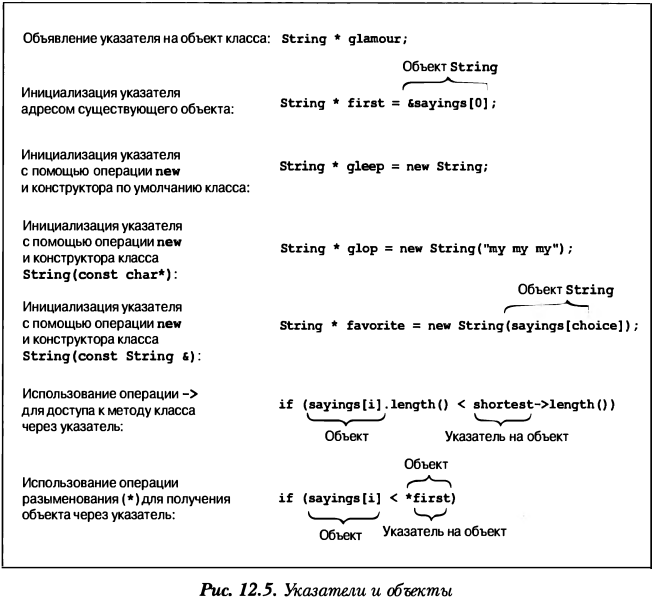 Объявление указателя на объект класса: String * glamour;
Объект String
Инициализация указателя
адресом существующего объекта: String * first = &sayings[0];
Инициализация указателя
с помощью операции new String * gleep = new String;
и конструктора по умолчанию класса:
Инициализация указателя
с помощью операции new String * glop = new String("my my my");
и конструктора класса
String(const char*):
Объект String
Инициализация указателя
с помощью операции new String * favorite = new String(sayings[choice]);
и конструктора класса
String(const String &):
Использование операции ->
для доступа к методу класса if (sayings[i].length() < shortest->length())
через указатель:
Объект Указатель на объект
Объект
Использование операции
разыменования (*) для получения if (sayings[i] < *first)
объекта через указатель:
Объект Указатель на объект
Рис. 12.5. Указатели и объекты